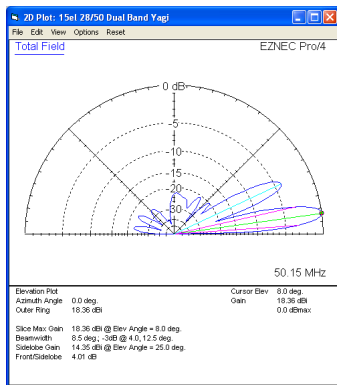 2D Plot: 15el 28/50 Dual Band Yagi
File Edit View Options Reset
Total Field
EZNEC Pro/4
0 dB
-5
-10
-15
-20
-30
50.15 MHz
Elevation Plot Cursor Elev 8.0 deg.
Azimuth Angle 0.0 deg. Gain 18.36 dBi
Outer Ring 18.36 dBi 0.0 dBmax
Slice Max Gain 18.36 dBi @ Elev Angle = 8.0 deg.
Beamwidth 8.5 deg.; -3dB @ 4.0, 12.5 deg.
Sidelobe Gain 14.35 dBi @ Elev Angle = 25.0 deg.
Front/Sidelobe 4.01 dB